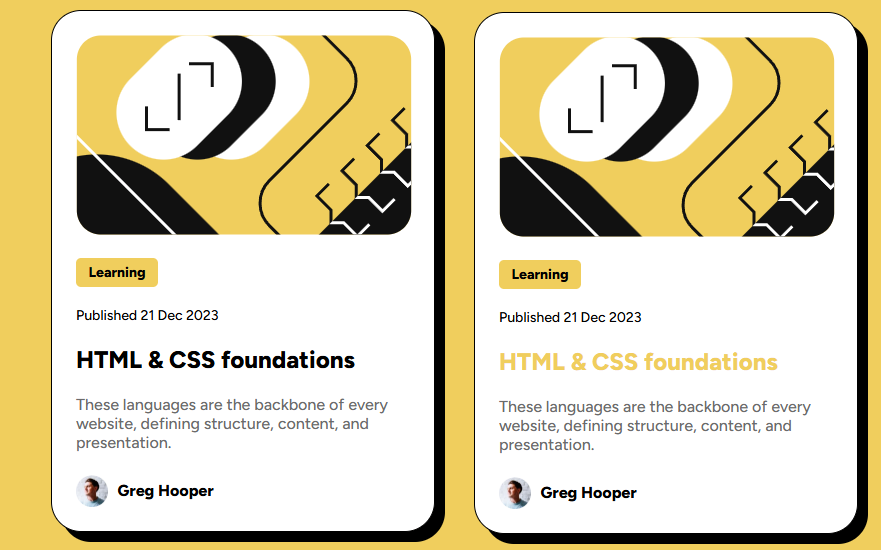 Learning
Published 21 Dec 2023
HTML & CSS foundations
These languages are the backbone of every
website, defining structure, content, and
presentation.
Greg Hooper
Learning
Published 21 Dec 2023
HTML & CSS foundations
These languages are the backbone of every
website, defining structure, content, and
presentation.
Greg Hooper